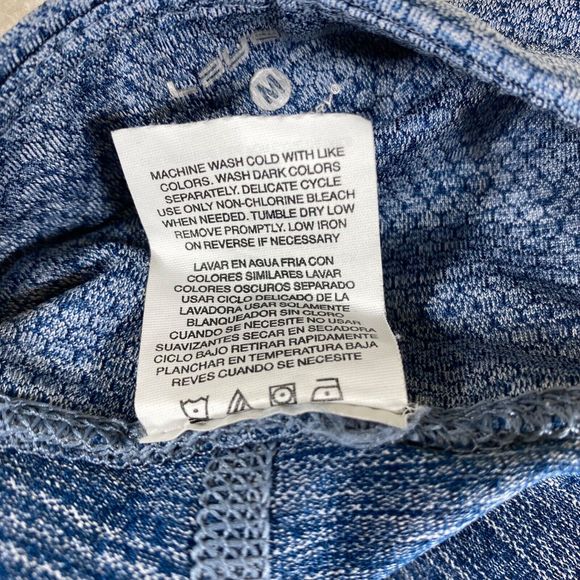 M
MACHINE WASH COLD WITH LIKE
COLORS. WASH DARK COLORS
SEPARATELY. DELICATE CYCLE
USE ONLY NON-CHLORINE BLEACH
WHEN NEEDED. TUMBLE DRY LOW
REMOVE PROMPTLY. LOW IRON
ON REVERSE IF NECESSARY
LAVAR EN AGUA FRIA CON
COLORES SIMILARES LAVAR
COLORES OSCUROS SEPARADO
USAR CICLO DELICADO DE LA
LAVADORA USAR SOLAMENTE
BLANQUEADOR SIN CLORO
CUANDO SE NECESITE NO USAR
SUAVIZANTES SECAR EN SECADORA
CICLO BAJO RETIRAR RAPIDAMENTE
PLANCHAR EN TEMPERATURA BAJA
REVES CUANDO SE NECESITE